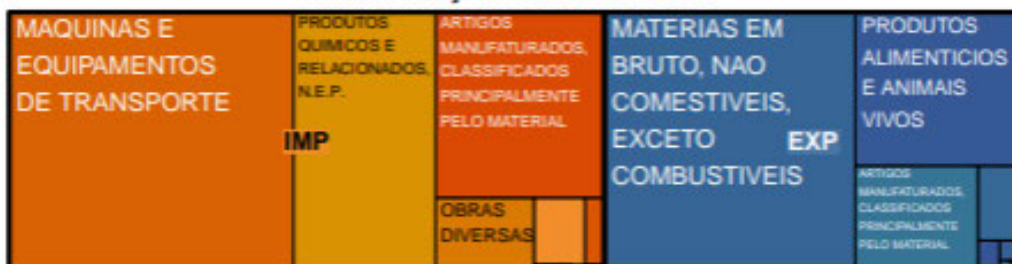 MAQUINAS E
EQUIPAMENTOS
DE TRANSPORTE
PRODUTOS
QUIMICOS E
RELACIONADOS,
N.E.P.
IMP
ARTIGOS
MANUFATURADOS,
CLASSIFICADOS
PRINCIPALMENTE
PELO MATERIAL
OBRAS
DIVERSAS
MATERIAS EM
BRUTO, NAO
COMESTIVEIS,
EXCETO
COMBUSTIVEIS
EXP
PRODUTOS
ALIMENTICIOS
E ANIMAIS
VIVOS
ARTIGOS
MANUFATURADOS,
CLASSIFICADOS
PRINCIPALMENTE
PELO MATERIAL